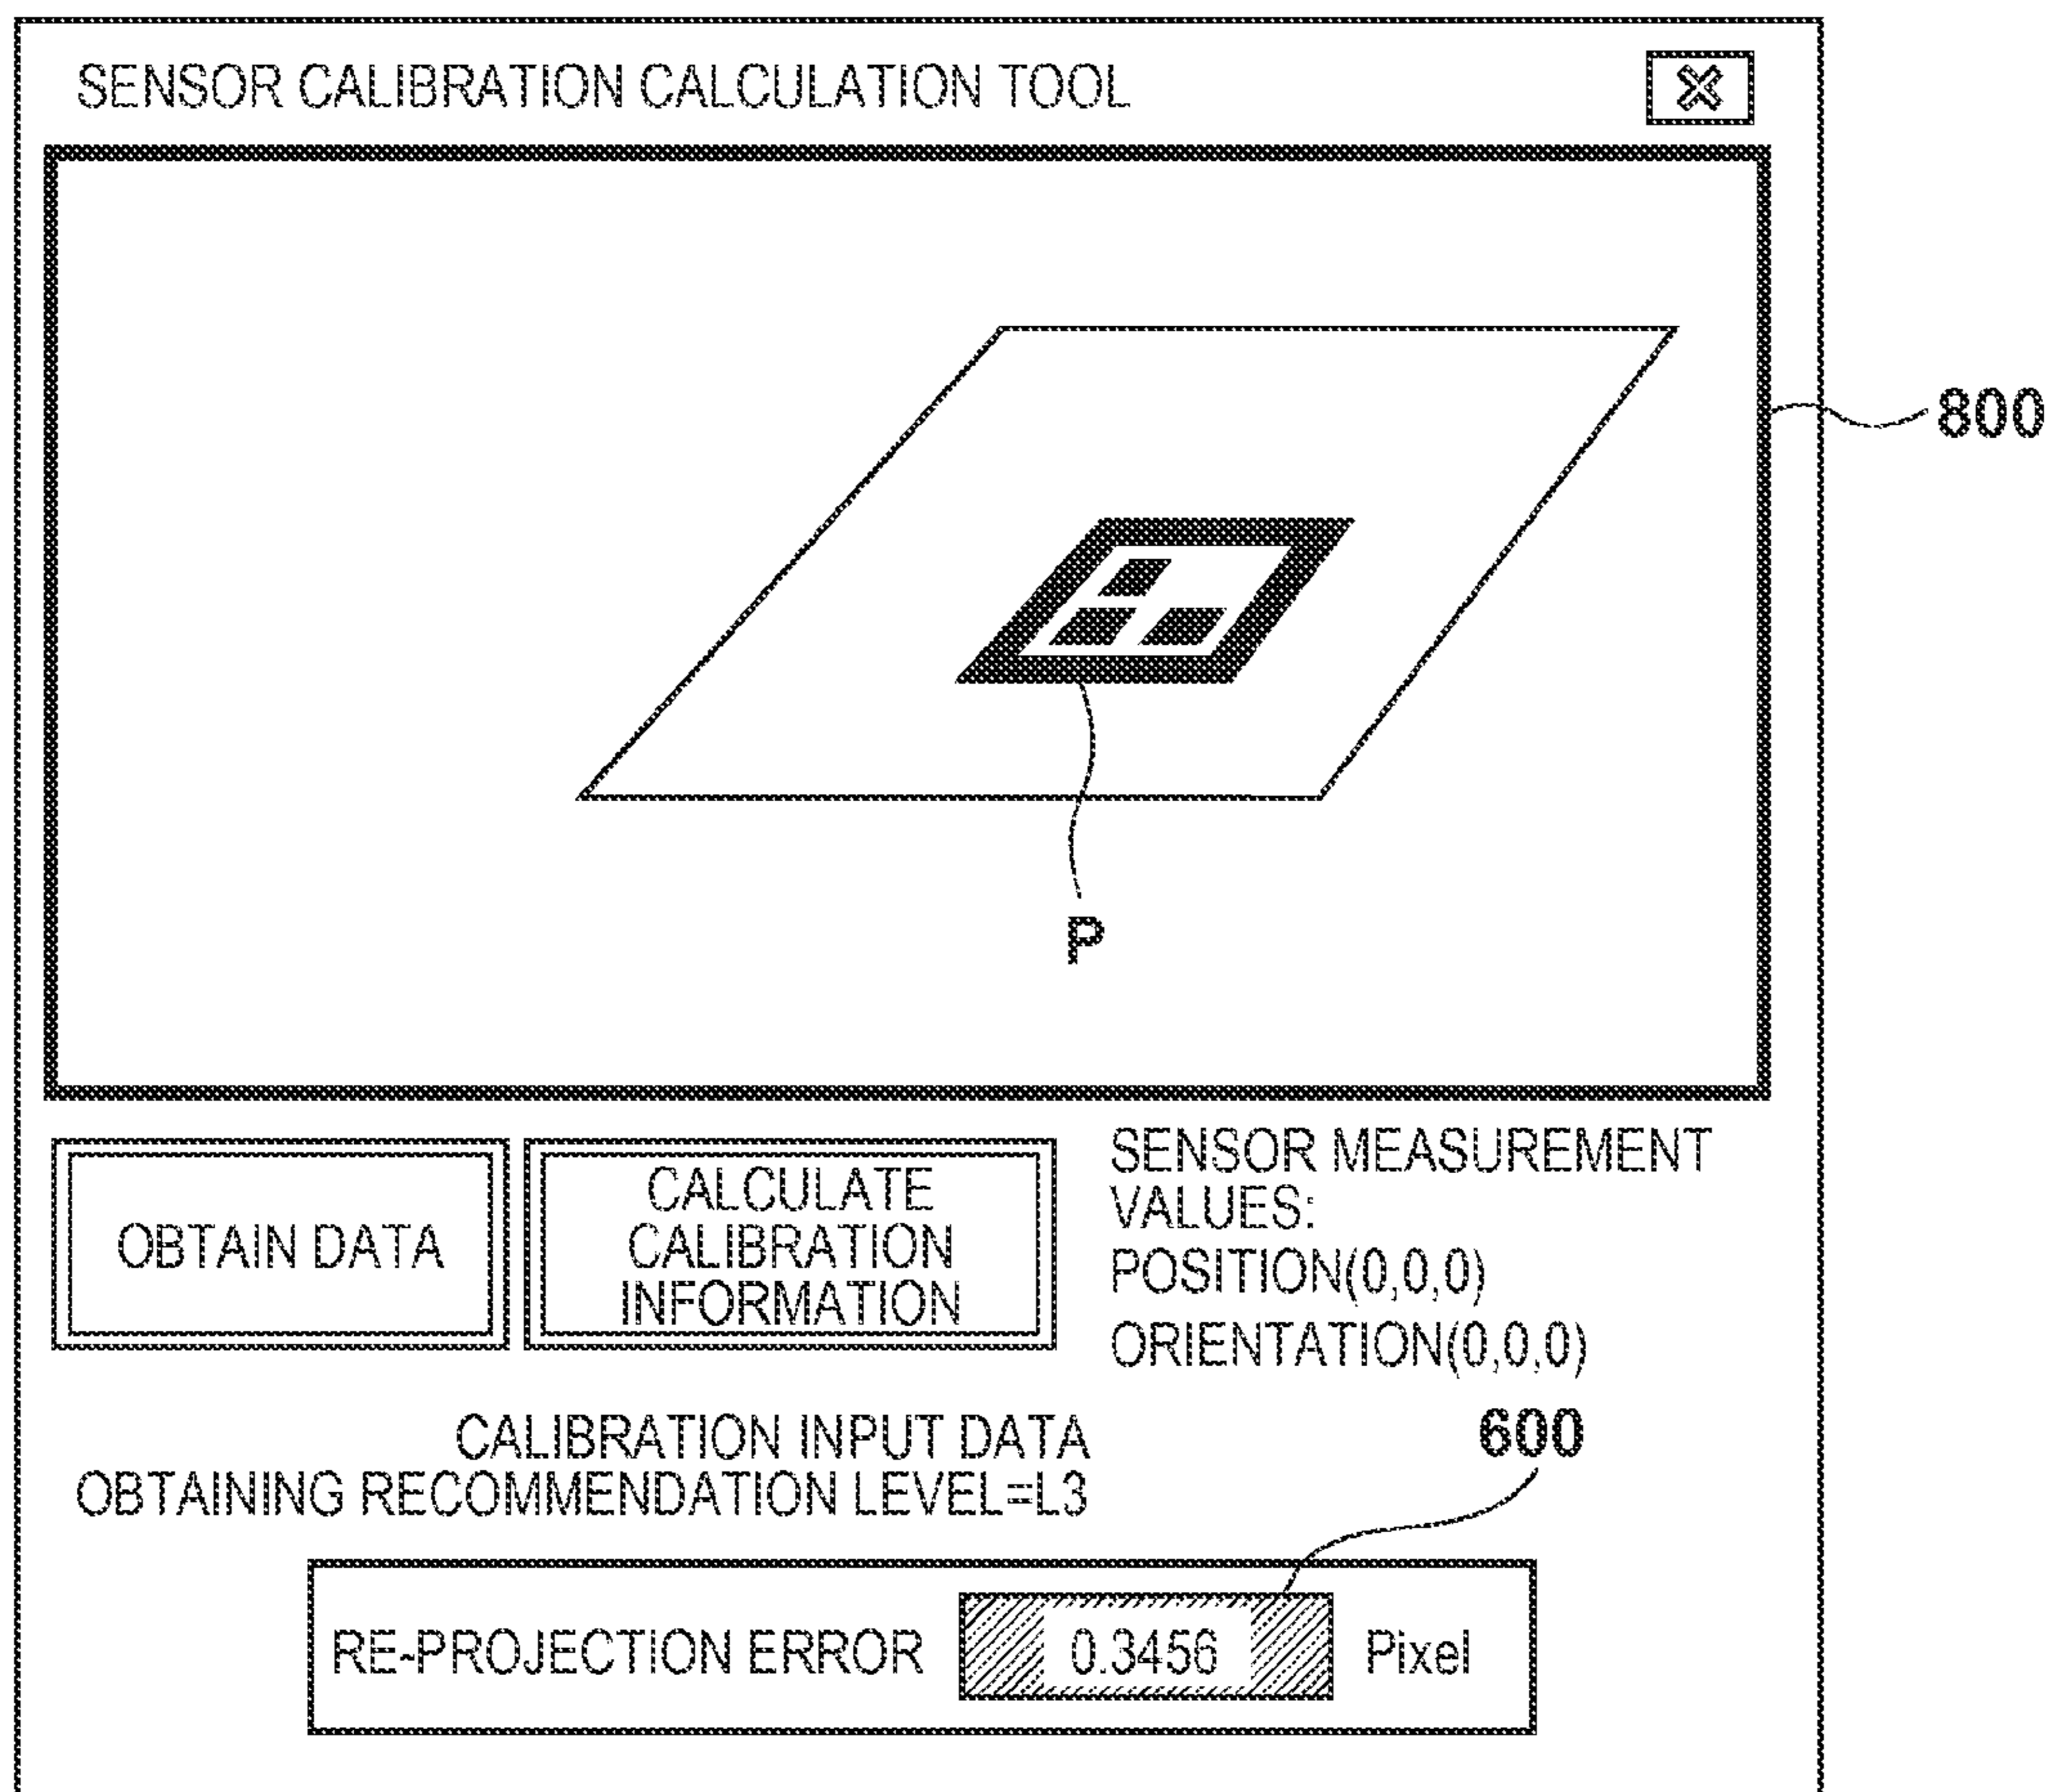 SENSOR CALIBRATION CALCULATION TOOL
800
P
OBTAIN DATA
CALCULATE
CALIBRATION
INFORMATION
SENSOR MEASUREMENT
VALUES:
POSITION(0,0,0)
ORIENTATION(0,0,0)
CALIBRATION INPUT DATA
OBTAINING RECOMMENDATION LEVEL=L3
600
RE-PROJECTION ERROR 0.3456 Pixel